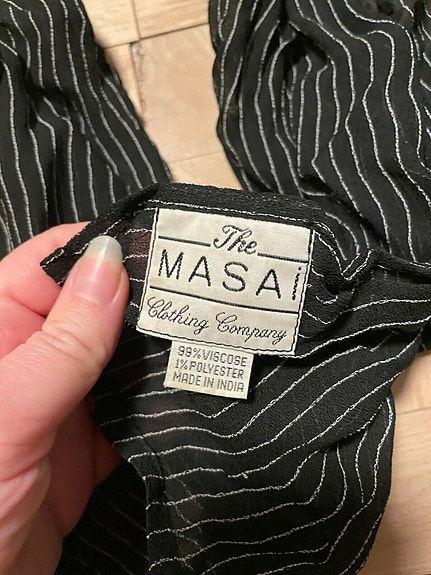 The
MASAi
Clothing Company
99% VISCOSE
1% POLYESTER
MADE IN INDIA